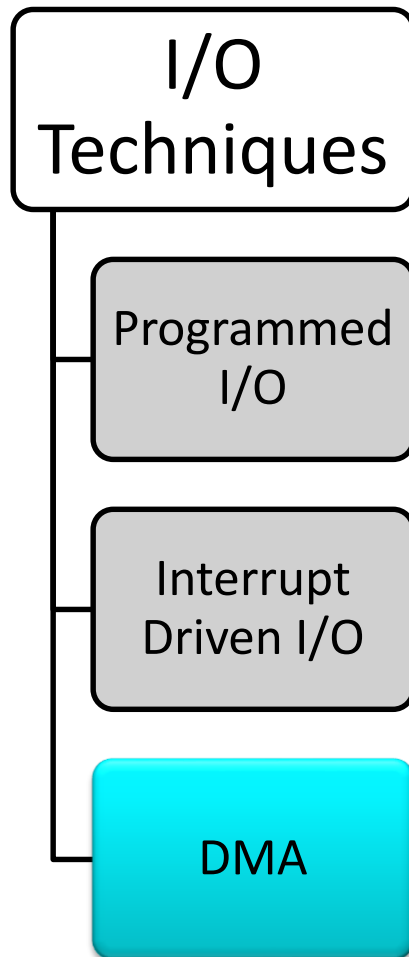 I/O
Techniques
Programmed
I/O
Interrupt
Driven I/O
DMA